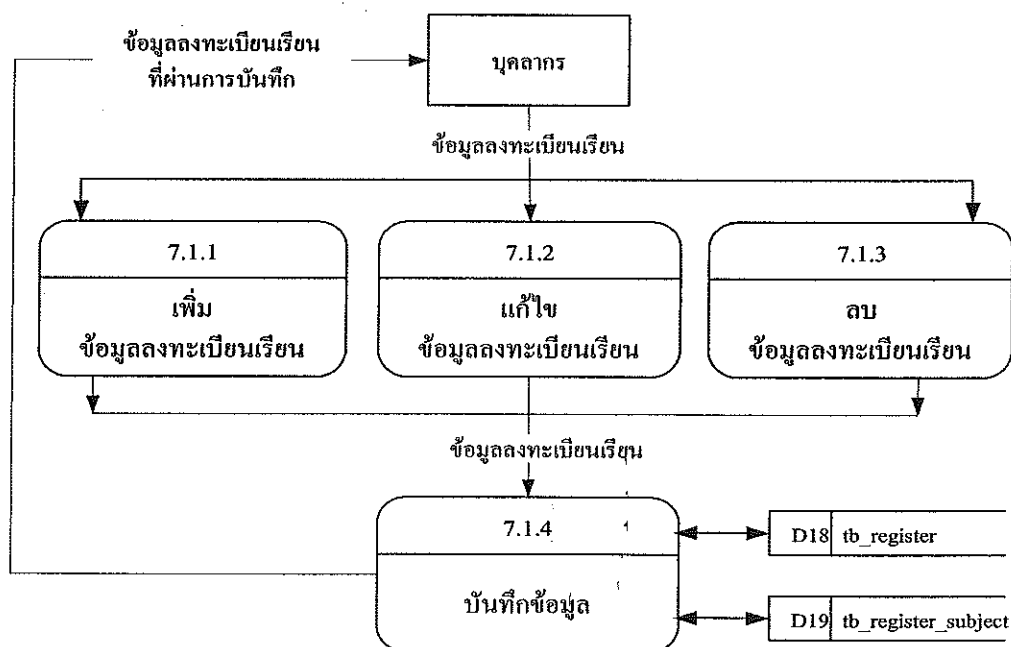 ข้อมูลลงทะเบียนเรียน
ที่ผ่านการบันทึก
บุคลากร
ข้อมูลลงทะเบียนเรียน
7.1.1
เพิ่ม
ข้อมูลลงทะเบียนเรียน
7.1.2
แก้ไข
ข้อมูลลงทะเบียนเรียน
7.1.3
ลบ
ข้อมูลลงทะเบียนเรียน
ข้อมูลลงทะเบียนเรียน
7.1.4
บันทึกข้อมูล
D18 tb_register
D19 tb_register_subject